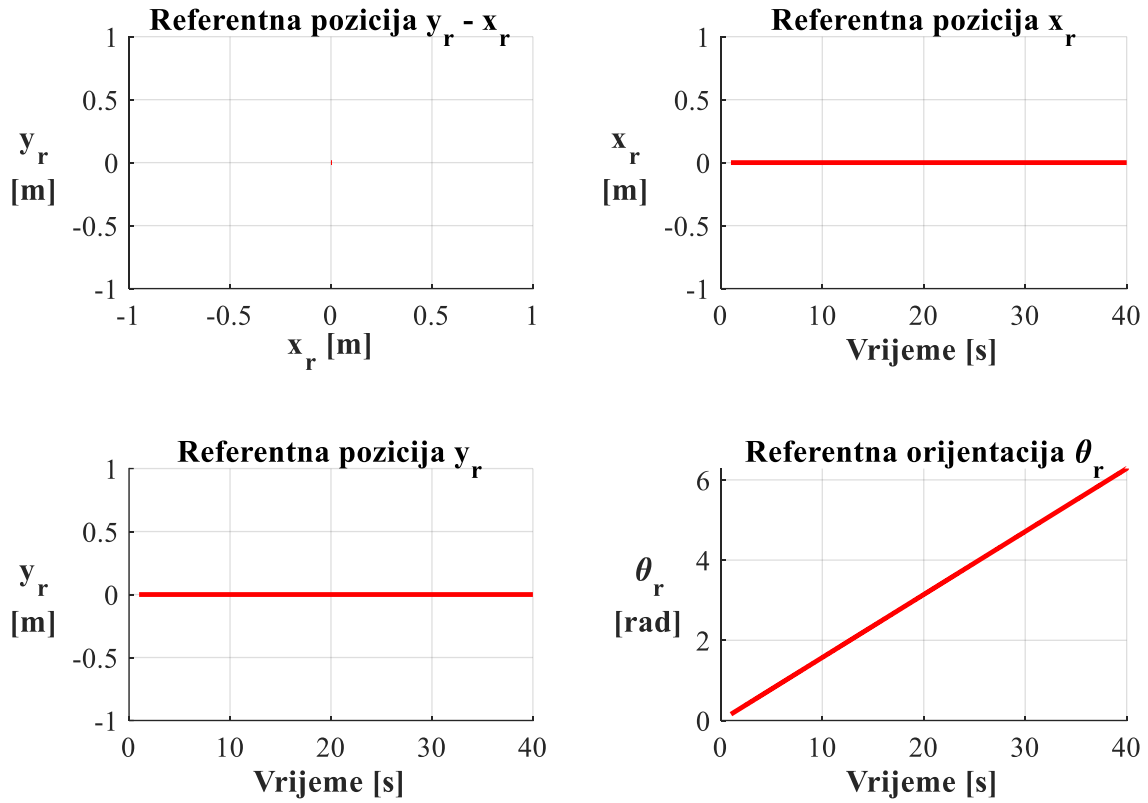 Referentna pozicija y_r - x_r
1
0.5
y_r
0
[m]
-0.5
-1
-1 -0.5 0 0.5 1
x_r [m]
Referentna pozicija x_r
1
0.5
x_r
0
[m]
-0.5
-1
0 10 20 30 40
Vrijeme [s]
Referentna pozicija y_r
1
0.5
y_r
0
[m]
-0.5
-1
0 10 20 30 40
Vrijeme [s]
Referentna orijentacija θ_r
6
4
θ_r
[rad]
2
0
0 10 20 30 40
Vrijeme [s]